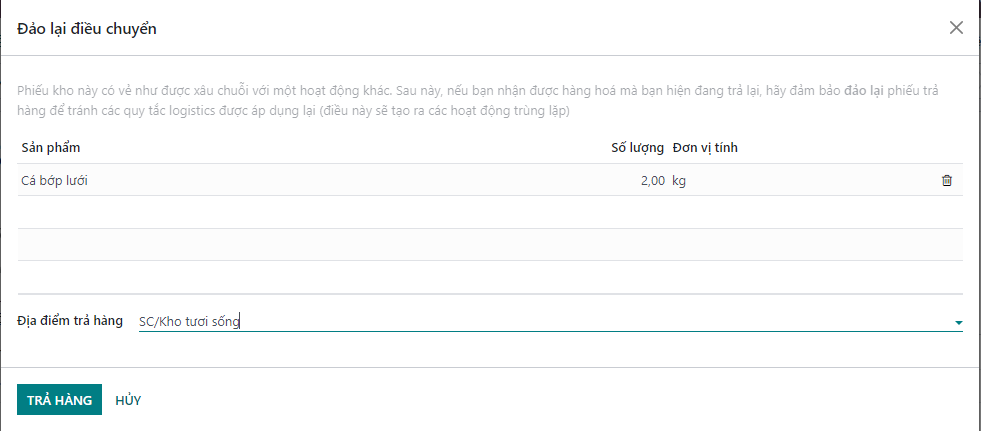 Đảo lại điều chuyển
Phiếu kho này có vẻ như được xâu chuỗi với một hoạt động khác. Sau này, nếu bạn nhận được hàng hoá mà bạn hiện đang trả lại, hãy đảm bảo đảo lại phiếu trả
hàng để tránh các quy tắc logistics được áp dụng lại (điều này sẽ tạo ra các hoạt động trùng lặp)
Sản phẩm Số lượng Đơn vị tính
Cá bớp lưới 2,00 kg
Địa điểm trả hàng SC/Kho tươi sống
TRẢ HÀNG HỦY